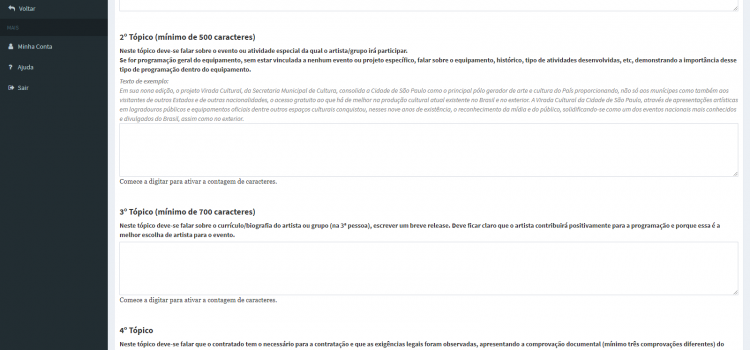 Voltar
MAIS
Minha Conta
Ajuda
Sair
2º Tópico (mínimo de 500 caracteres)
Neste tópico deve-se falar sobre o evento ou atividade especial da qual o artista/grupo irá participar.
Se for programação geral do equipamento, sem estar vinculada a nenhum evento ou projeto específico, falar sobre o equipamento, histórico, tipo de atividades desenvolvidas, etc, demonstrando a importância desse
tipo de programação dentro do equipamento.
Texto de exemplo:
Em sua nona edição, o projeto Virada Cultural, da Secretaria Municipal da Cultura, consolida a Cidade de São Paulo como o principal pólo gerador de arte e cultura do País proporcionando, não só aos munícipes como também aos
visitantes de outros Estados e de outras nacionalidades, o acesso gratuito ao que há de melhor na produção cultural atual existente no Brasil e no exterior. A Virada Cultural da Cidade de São Paulo, através de apresentações artísticas
em logradouros públicos e equipamentos oficiais dentre outros espaços culturais conquistou, nesses nove anos de existência, o reconhecimento da mídia e do público, solidificando-se como um dos eventos nacionais mais conhecidos
e divulgados do Brasil, assim como no exterior.
Comece a digitar para ativar a contagem de caracteres.
3º Tópico (mínimo de 700 caracteres)
Neste tópico deve-se falar sobre o currículo/biografia do artista ou grupo (na 3ª pessoa), escrever um breve release. Deve ficar claro que o artista contribuirá positivamente para a programação e porque essa é a
melhor escolha de artista para o evento.
Comece a digitar para ativar a contagem de caracteres.
4º Tópico
Neste tópico deve-se falar que o contratado tem o necessário para a contratação e que as exigências legais foram observadas, apresentando a comprovação documental (mínimo três comprovações diferentes) do